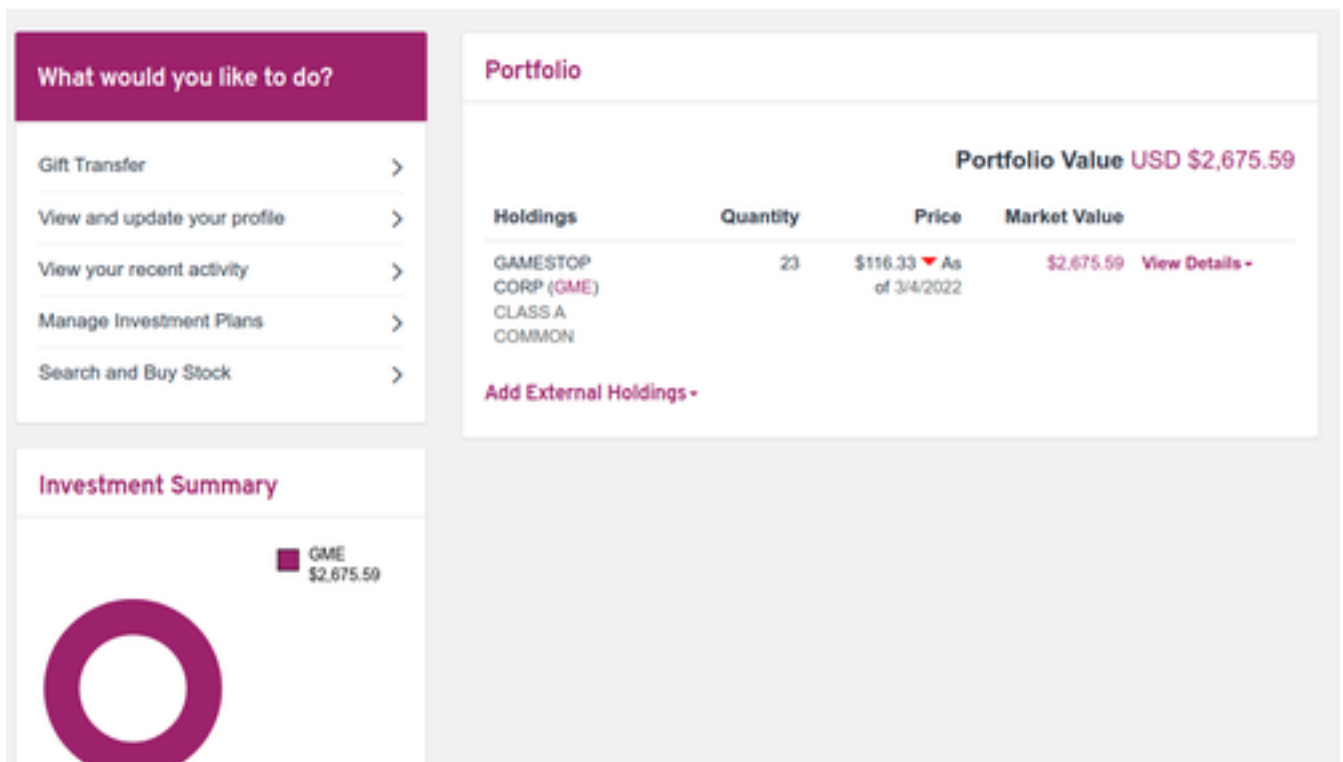 What would you like to do?
Gift Transfer
View and update your profile
View your recent activity
Manage Investment Plans
Search and Buy Stock
Investment Summary
GME
$2,675.59
Portfolio
Portfolio Value USD $2,675.59
Holdings Quantity Price Market Value
GAMESTOP 23 $116.33 As $2,675.59 View Details
CORP (GME) of 3/4/2022
CLASS A
COMMON
Add External Holdings